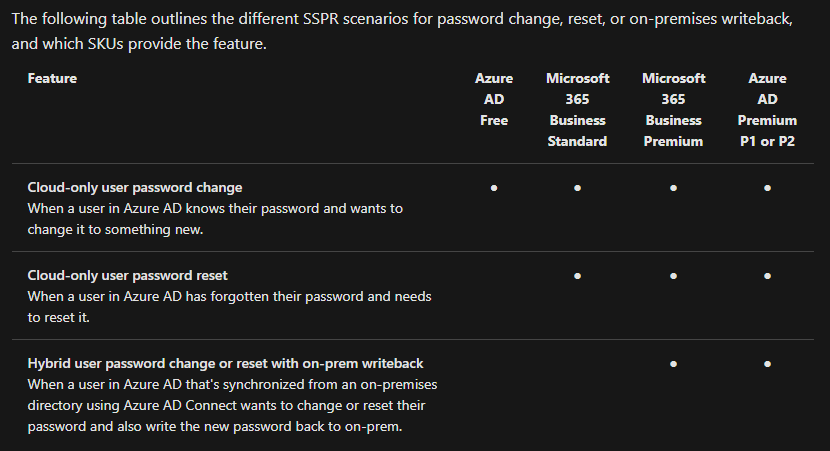 The following table outlines the different SSPR scenarios for password change, reset, or on-premises writeback,
and which SKUs provide the feature.
Feature
Azure
AD
Free
Microsoft
365
Business
Standard
Microsoft
365
Business
Premium
Azure
AD
Premium
P1 or P2
Cloud-only user password change
When a user in Azure AD knows their password and wants to
change it to something new.
● ● ● ●
Cloud-only user password reset
When a user in Azure AD has forgotten their password and needs
to reset it.
● ● ●
Hybrid user password change or reset with on-prem writeback
When a user in Azure AD that's synchronized from an on-premises
directory using Azure AD Connect wants to change or reset their
password and also write the new password back to on-prem.
● ●